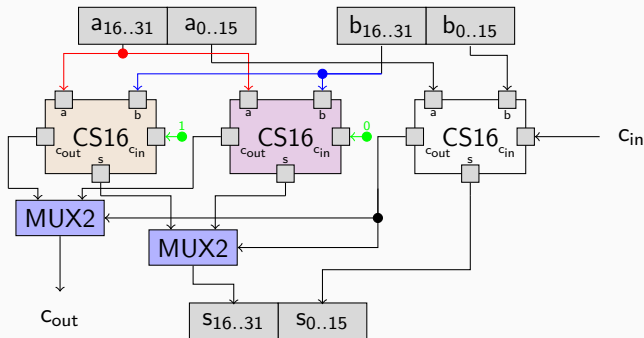 a16..31 a0..15 b16..31 b0..15
a b 1 a b 0 a b
CS16 CS16 CS16 cin
cout cin cout cin cout cin
s s s
MUX2
MUX2
cout
s16..31 s0..15